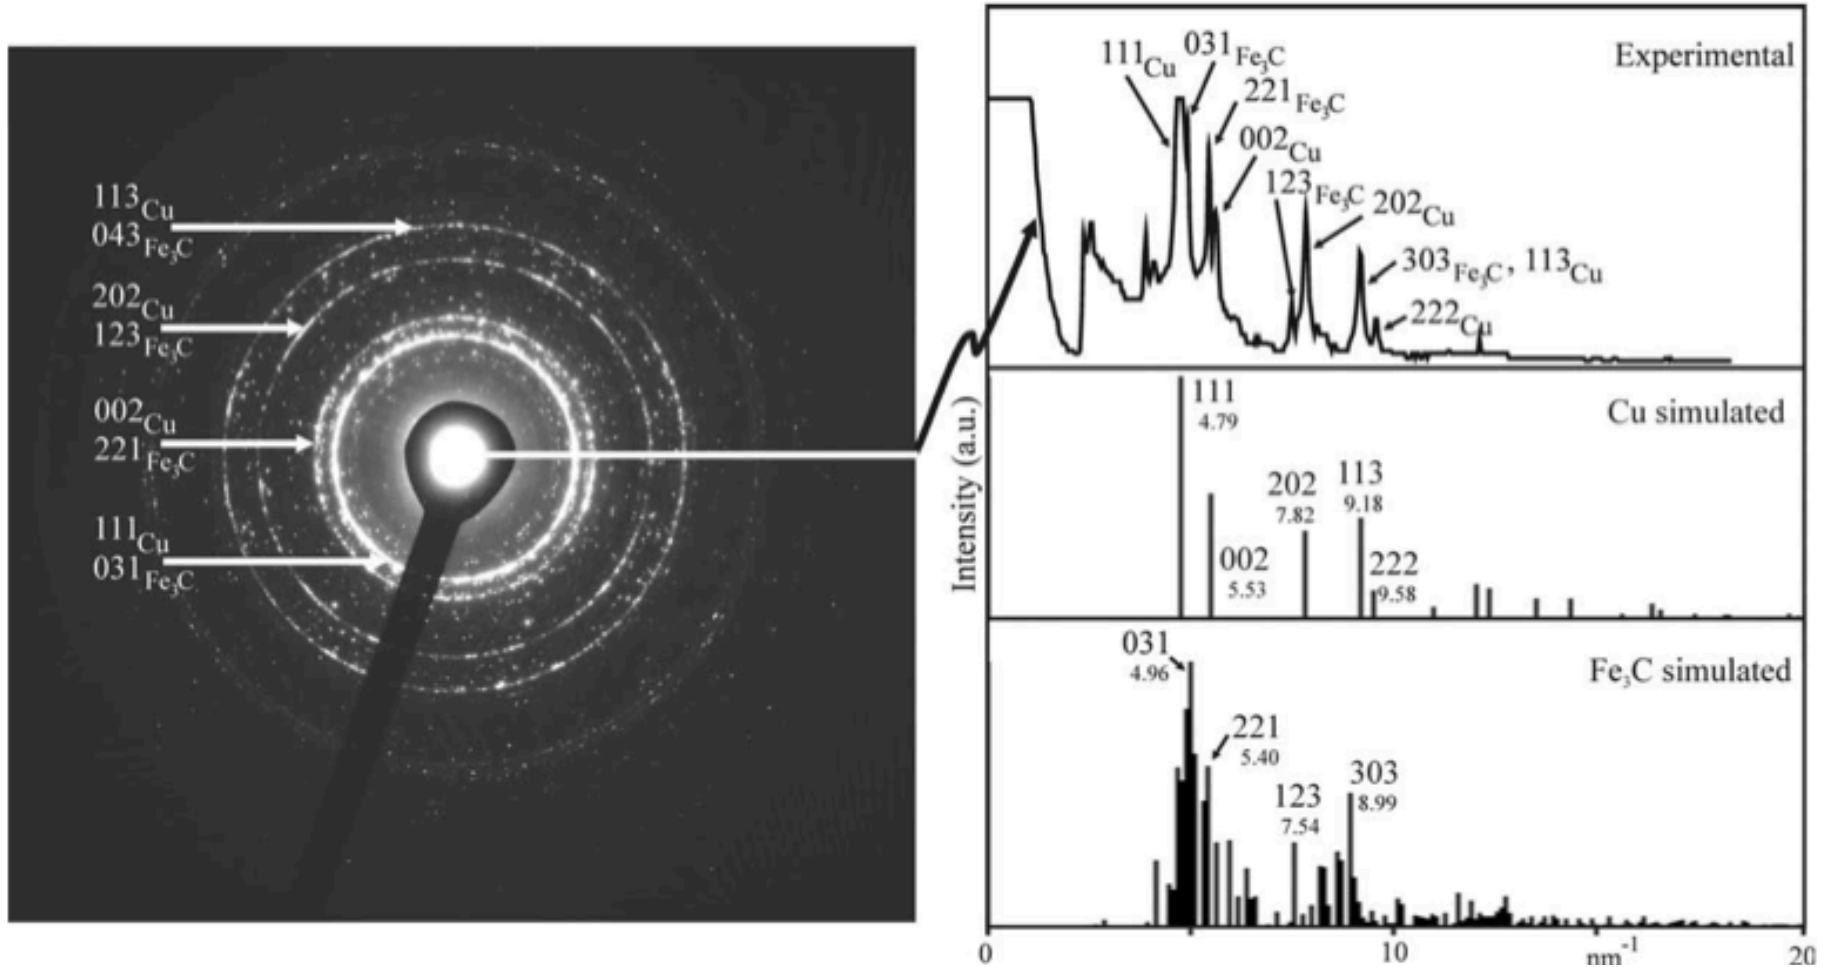 113Cu
043Fe3C
202Cu
123Fe3C
002Cu
221Fe3C
111Cu
031Fe3C
Intensity (a.u.)
Experimental
111Cu
031Fe3C
221Fe3C
002Cu
123Fe3C
202Cu
303Fe3C, 113Cu
222Cu
Cu simulated
111
4.79
002
5.53
202
7.82
113
9.18
222
9.58
Fe3C simulated
031
4.96
221
5.40
123
7.54
303
8.99
0
10
nm-1
20